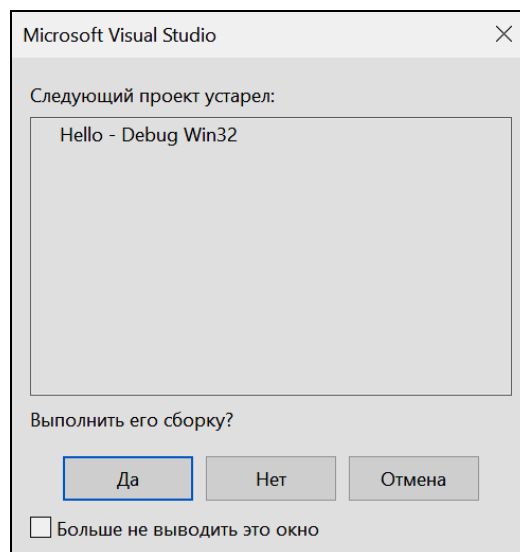 Microsoft Visual Studio
Следующий проект устарел:
Hello - Debug Win32
Выполнить его сборку?
Да Нет Отмена
Больше не выводить это окно